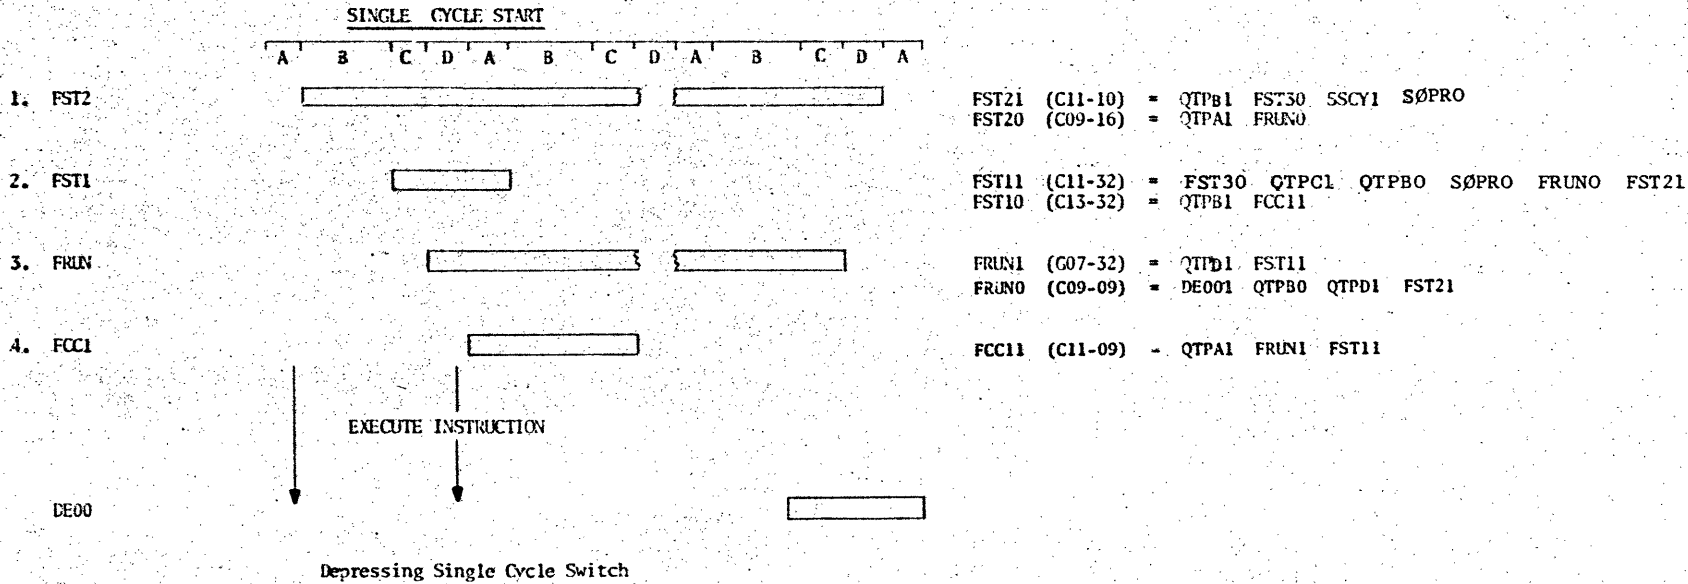 SINGLE CYCLE START
A B C D A B C D A B C D A
1. FST2
FST21 (C11-10) = QTPB1 FST30 SSCY1 SØPRO
FST20 (C09-16) = QTPA1 FRUN0
2. FST1
FST11 (C11-32) = FST30 QTPC1 QTPBO SØPRO FRUNO FST21
FST10 (C13-32) = QTPB1 FCC11
3. FRUN
FRUN1 (G07-32) = QTPD1 FST11
FRUN0 (C09-09) = DE001 QTPB0 QTPD1 FST21
4. FCC1
FCC11 (C11-09) - QTPA1 FRUN1 FST11
EXECUTE INSTRUCTION
DE00
Depressing Single Cycle Switch